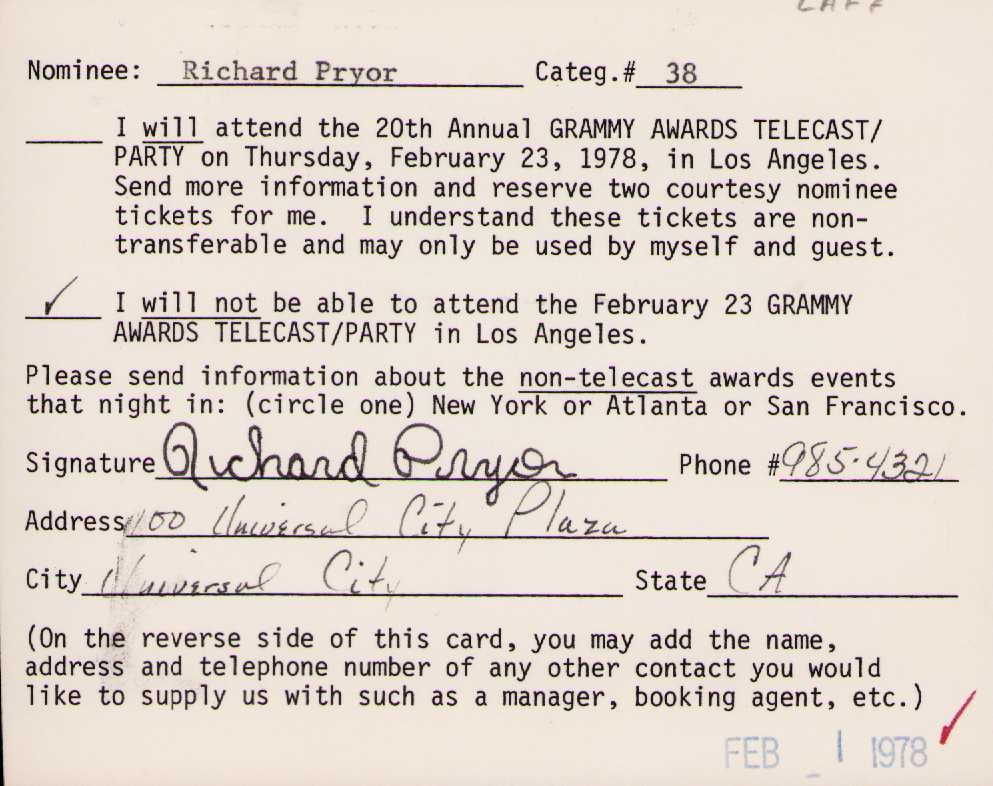 LAFF
Nominee: Richard Pryor Categ.# 38
I will attend the 20th Annual GRAMMY AWARDS TELECAST/
PARTY on Thursday, February 23, 1978, in Los Angeles.
Send more information and reserve two courtesy nominee
tickets for me. I understand these tickets are non-
transferable and may only be used by myself and guest.
✓ I will not be able to attend the February 23 GRAMMY
AWARDS TELECAST/PARTY in Los Angeles.
Please send information about the non-telecast awards events
that night in: (circle one) New York or Atlanta or San Francisco.
Signature Richard Pryor Phone # 985-4321
Address 100 Universal City Plaza
City Universal City State CA
(On the reverse side of this card, you may add the name,
address and telephone number of any other contact you would
like to supply us with such as a manager, booking agent, etc.)
FEB 1 1978